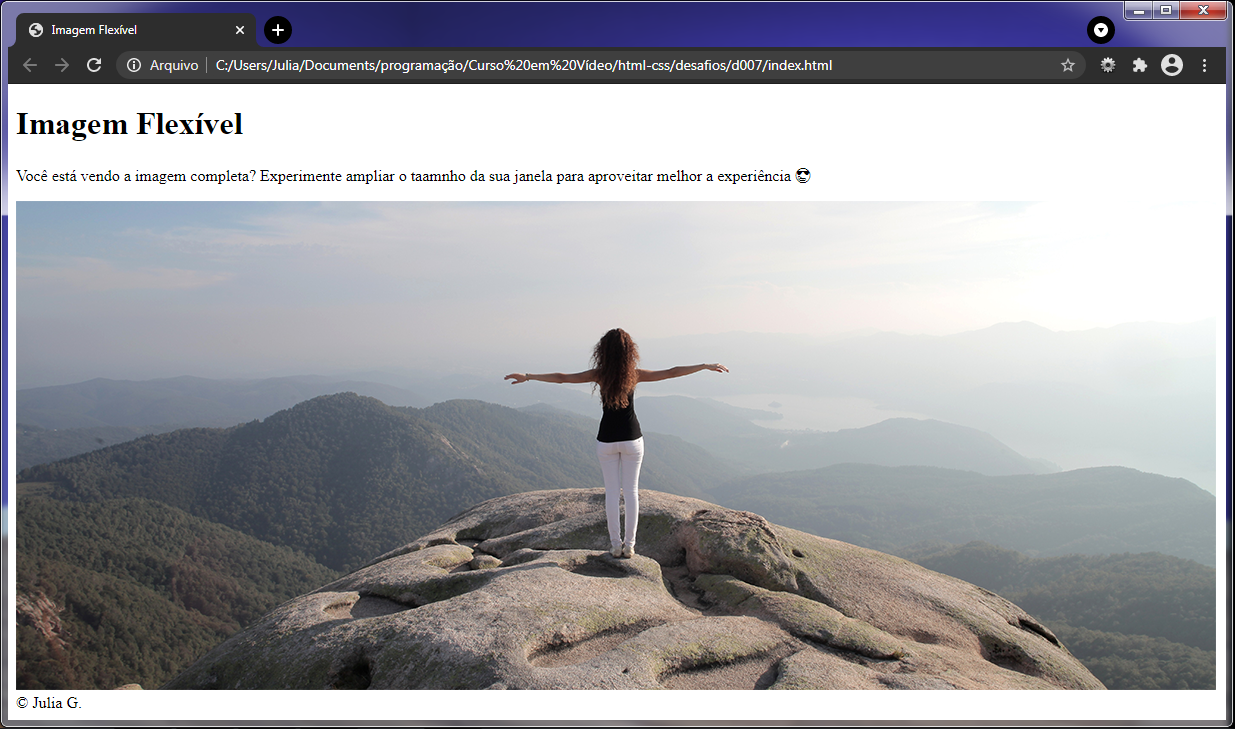 Imagem Flexível
Arquivo C:/Users/Julia/Documents/programação/Curso%20em%20Vídeo/html-css/desafios/d007/index.html
Imagem Flexível
Você está vendo a imagem completa? Experimente ampliar o taamnho da sua janela para aproveitar melhor a experiência 😎
© Julia G.